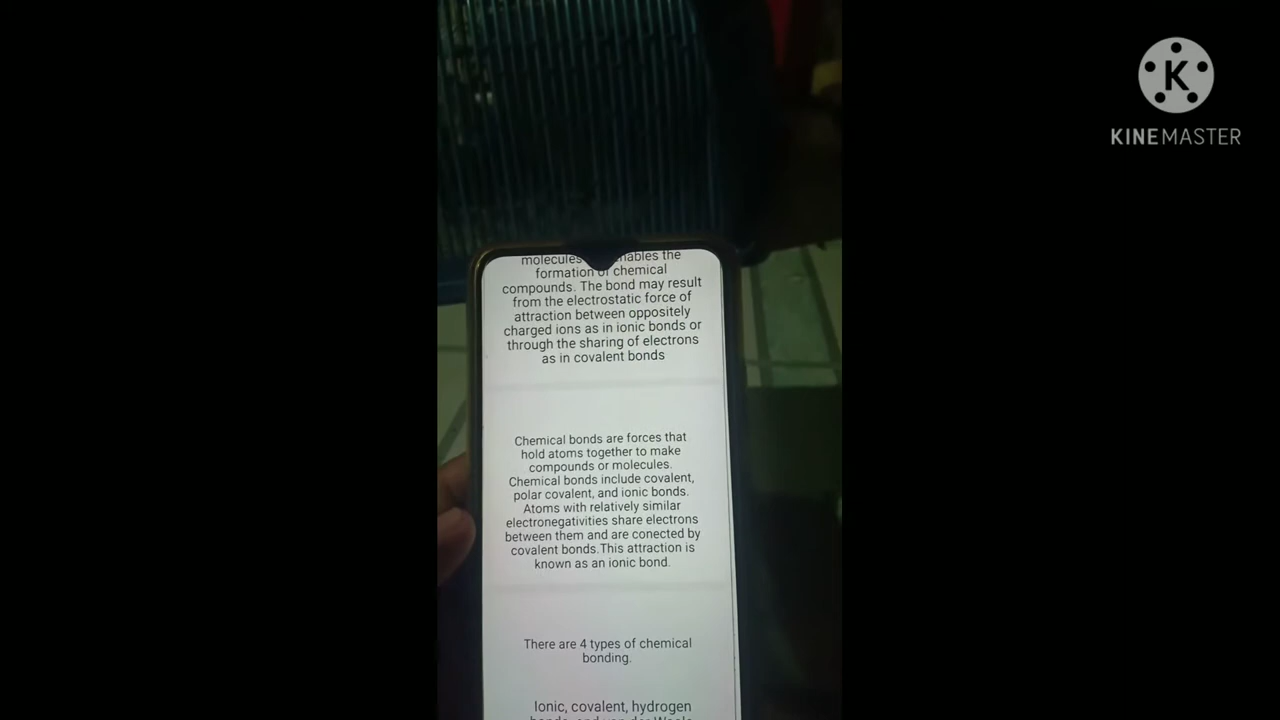 KINEMASTER
molecules enables the
formation of chemical
compounds. The bond may result
from the electrostatic force of
attraction between oppositely
charged ions as in ionic bonds or
through the sharing of electrons
as in covalent bonds
Chemical bonds are forces that
hold atoms together to make
compounds or molecules.
Chemical bonds include covalent,
polar covalent, and ionic bonds.
Atoms with relatively similar
electronegativities share electrons
between them and are conected by
covalent bonds.This attraction is
known as an ionic bond.
There are 4 types of chemical
bonding.
Ionic, covalent, hydrogen